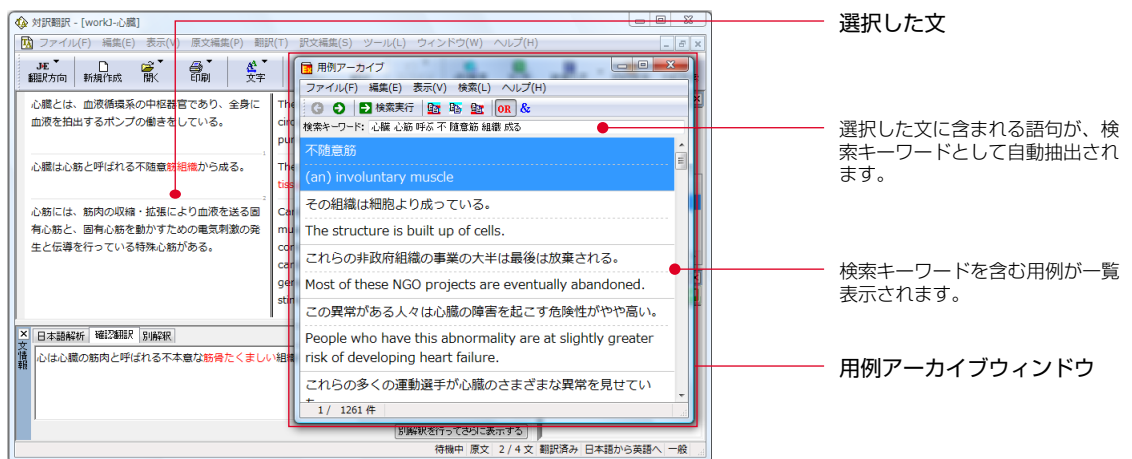 対訳翻訳 - [workJ-心臓]
ファイル(F) 編集(E) 表示(V) 原文編集(P) 翻訳(T) 訳文編集(S) ツール(L) ウィンドウ(W) ヘルプ(H)
翻訳方向 新規作成 開く 印刷 文字
心臓とは、血液循環系の中枢器官であり、全身に
血液を拍出するポンプの働きをしている。
1
心臓は心筋と呼ばれる不随意筋組織から成る。
2
心筋には、筋肉の収縮・拡張により血液を送る固
有心筋と、固有心筋を動かすための電気刺激の発
生と伝導を行っている特殊心筋がある。
The
circ
pur
The
tiss
Car
mu
con
car
ger
stin
用例アーカイブ
ファイル(F) 編集(E) 表示(V) 検索(L) ヘルプ(H)
検索実行 OR &
検索キーワード: 心臓 心筋 呼ぶ 不 随意筋 組織 成る
不随意筋
(an) involuntary muscle
その組織は細胞より成っている。
The structure is built up of cells.
これらの非政府組織の事業の大半は最後は放棄される。
Most of these NGO projects are eventually abandoned.
この異常がある人々は心臓の障害を起こす危険性がやや高い。
People who have this abnormality are at slightly greater
risk of developing heart failure.
これらの多くの運動選手が心臓のさまざまな異常を見せてい
1 / 1261 件
文情報
日本語解析 確認翻訳 別解釈
心は心臓の筋肉と呼ばれる不本意な筋骨たくましい組
別解釈を行ってさらに表示する
待機中 原文 2 / 4 文 翻訳済み 日本語から英語へ 一般
選択した文
選択した文に含まれる語句が、検
索キーワードとして自動抽出され
ます。
検索キーワードを含む用例が一覧
表示されます。
用例アーカイブウィンドウ